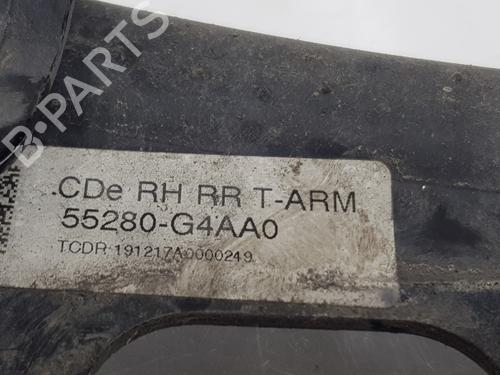 B-PARTS
CDe RH RR T-ARM
55280-G4AA0
TCDR 191217A0000249